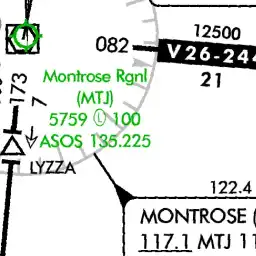 12500
082
V26-244
21
Montrose Rgnl
(MTJ)
5759 Ⓛ 100
ASOS 135.225
173
7
LYZZA
122.4
MONTROSE (
117.1 MTJ 11